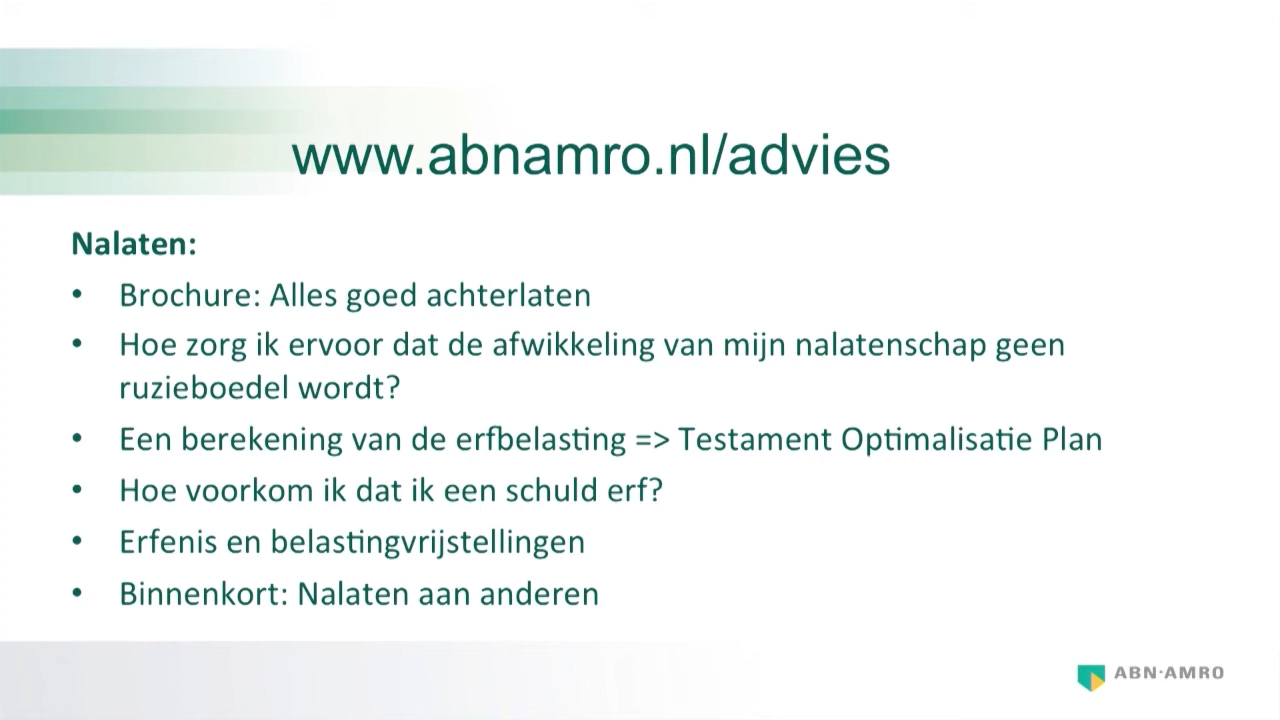 www.abnamro.nl/advies
Nalaten:
• Brochure: Alles goed achterlaten
• Hoe zorg ik ervoor dat de afwikkeling van mijn nalatenschap geen
ruzieboedel wordt?
• Een berekening van de erfbelasting => Testament Optimalisatie Plan
• Hoe voorkom ik dat ik een schuld erf?
• Erfenis en belastingvrijstellingen
• Binnenkort: Nalaten aan anderen
ABN·AMRO